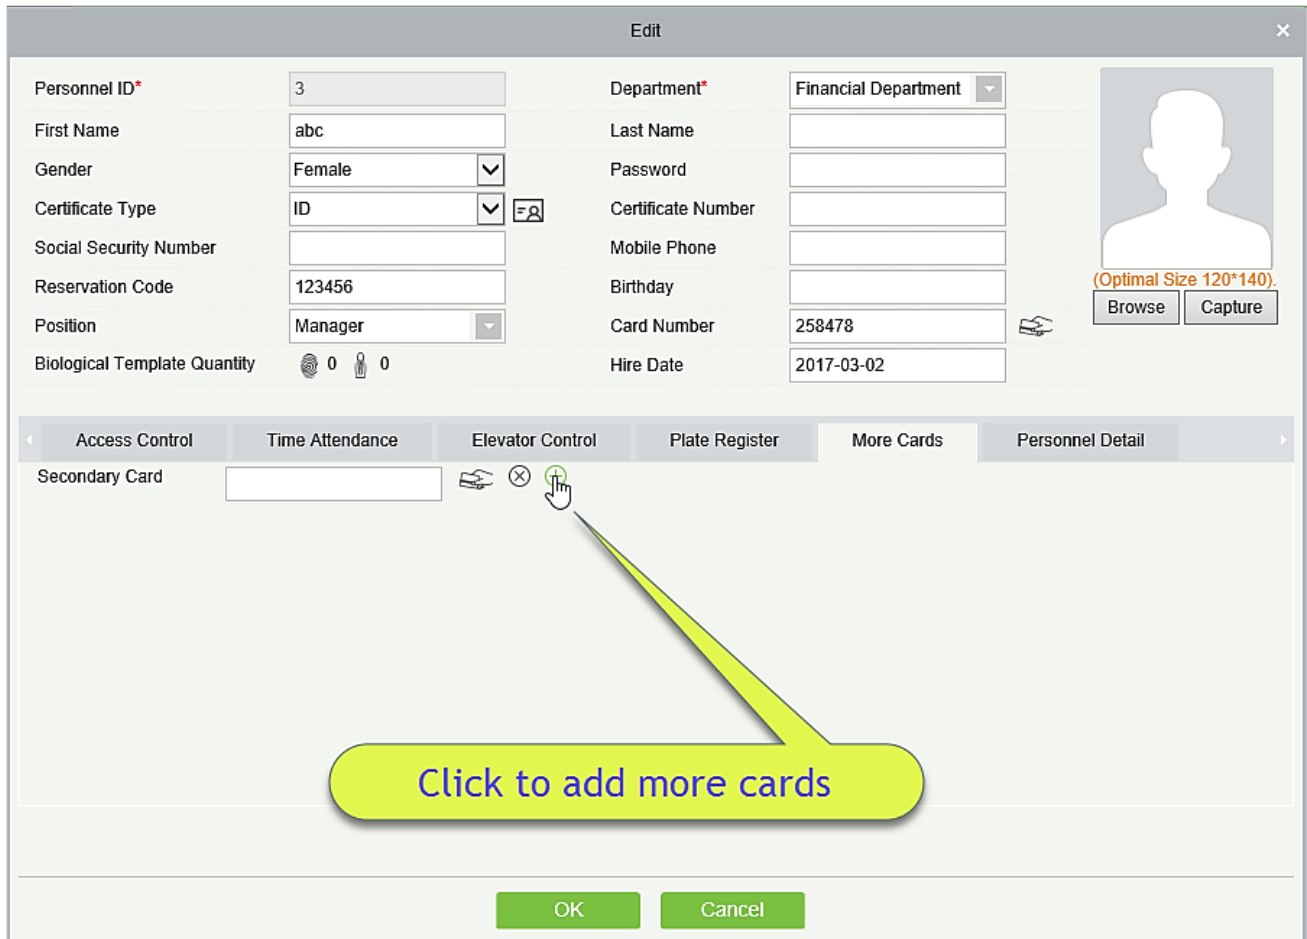 Edit
Personnel ID* 3 Department* Financial Department
First Name abc Last Name
Gender Female Password
Certificate Type ID Certificate Number
Social Security Number Mobile Phone
(Optimal Size 120*140).
Reservation Code 123456 Birthday
Browse Capture
Position Manager Card Number 258478
Biological Template Quantity 0 0 Hire Date 2017-03-02
Access Control Time Attendance Elevator Control Plate Register More Cards Personnel Detail
Secondary Card
Click to add more cards
OK Cancel